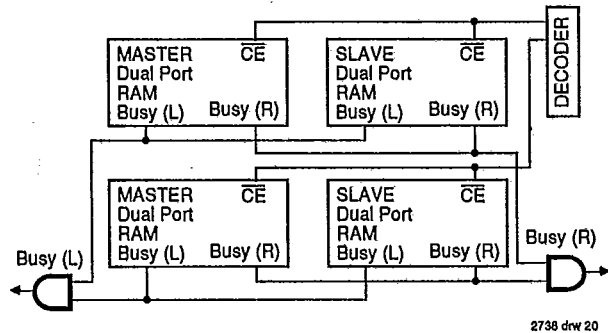 MASTER CE
Dual Port
RAM
Busy (L) Busy (R)
SLAVE CE
Dual Port
RAM
Busy (L) Busy (R)
DECODER
MASTER CE
Dual Port
RAM
Busy (L) Busy (R)
SLAVE CE
Dual Port
RAM
Busy (L) Busy (R)
Busy (L)
Busy (R)
2738 drw 20